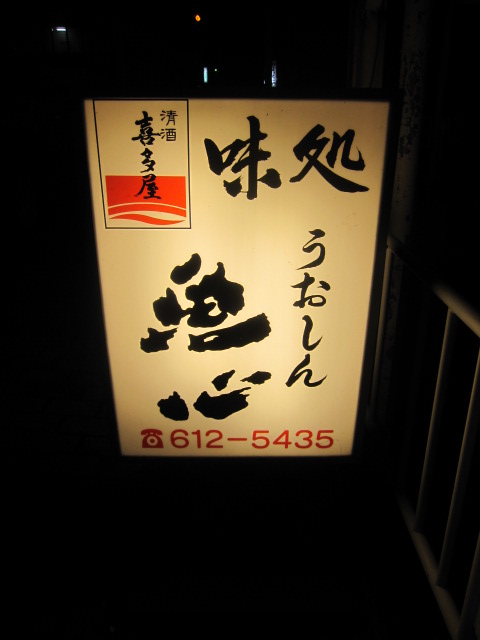 清酒
喜多屋
味処
うおしん
魚心
☎612-5435